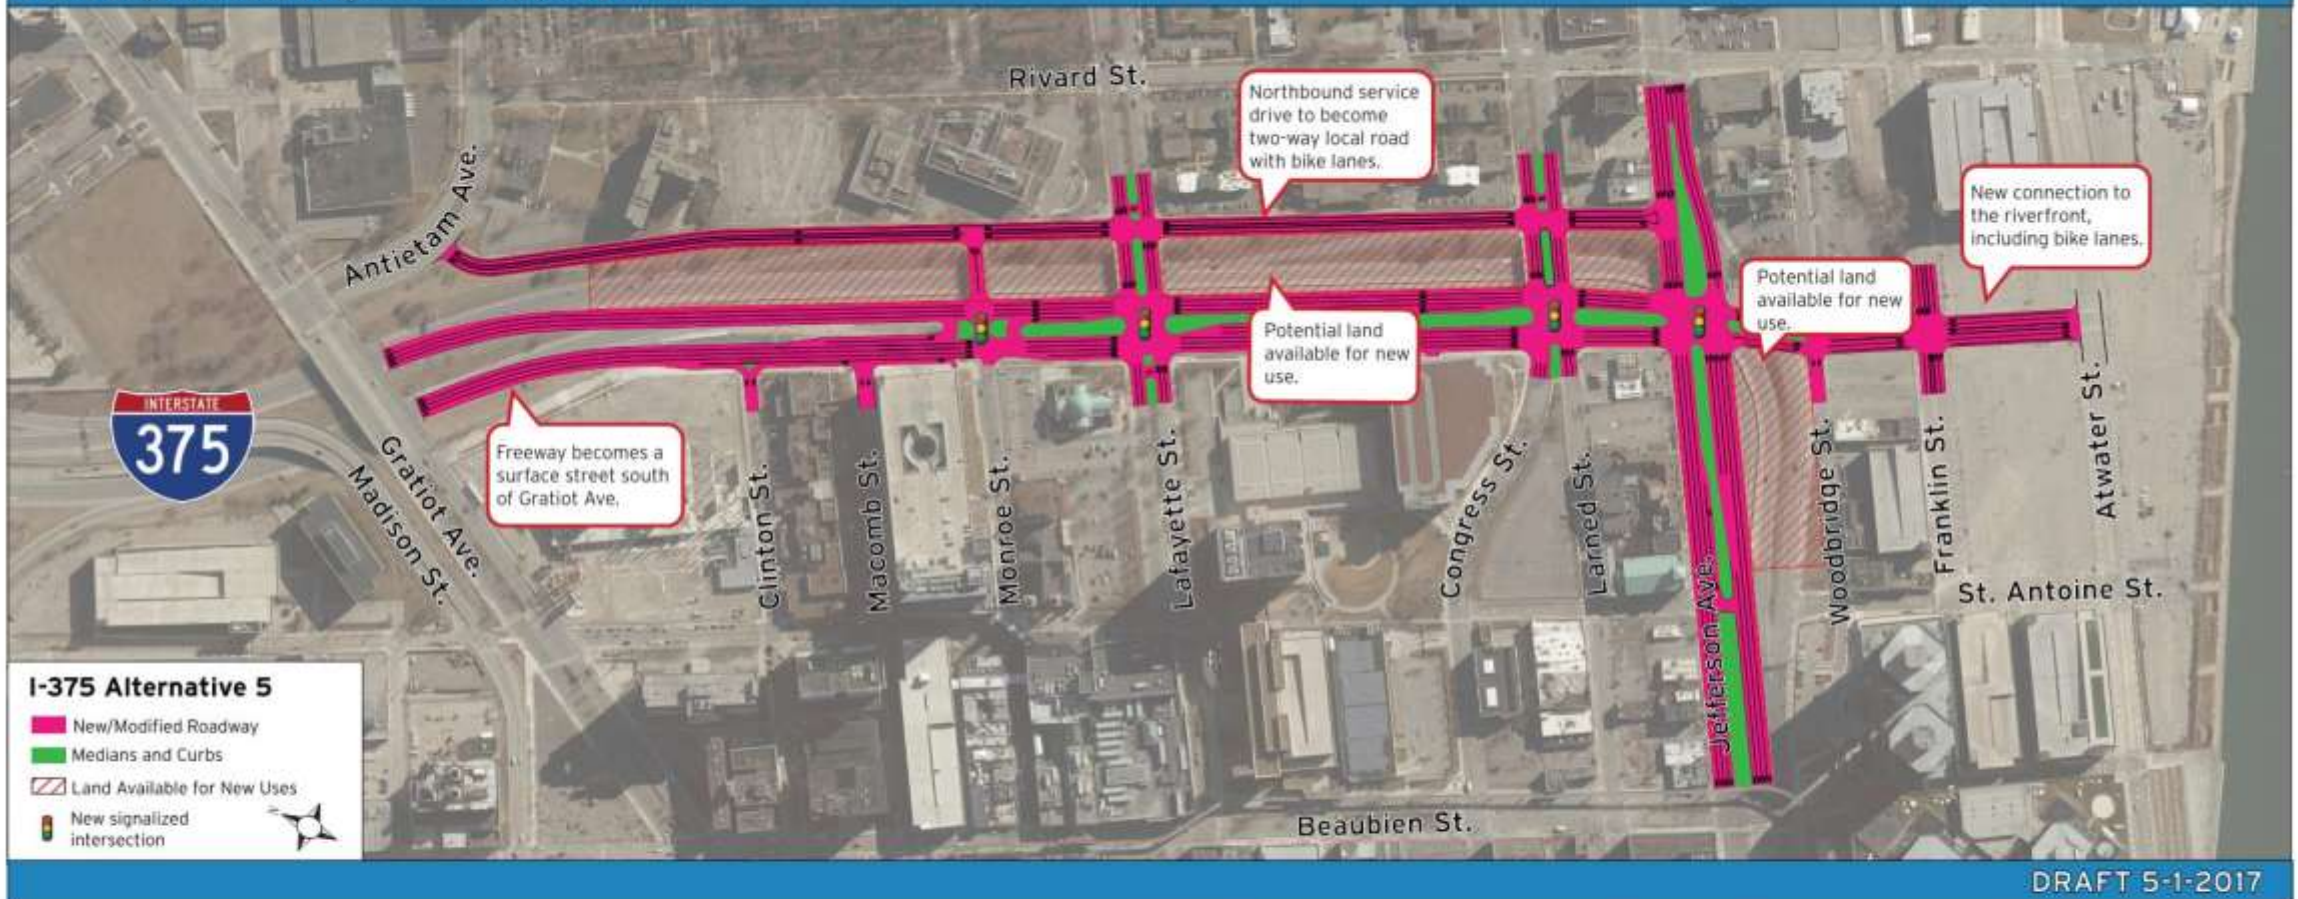 Rivard St.
Northbound service
drive to become
two-way local road
with bike lanes.
New connection to
the riverfront,
including bike lanes.
Antietam Ave.
Potential land
available for new
use.
Potential land
available for new
use.
INTERSTATE
375
Freeway becomes a
surface street south
of Gratiot Ave.
Gratiot Ave.
Madison St.
Clinton St.
Macomb St.
Monroe St.
Lafayette St.
Congress St.
Larned St.
Jefferson Ave.
Woodbridge St.
Franklin St.
Atwater St.
St. Antoine St.
Beaubien St.
I-375 Alternative 5
New/Modified Roadway
Medians and Curbs
Land Available for New Uses
New signalized
intersection
DRAFT 5-1-2017